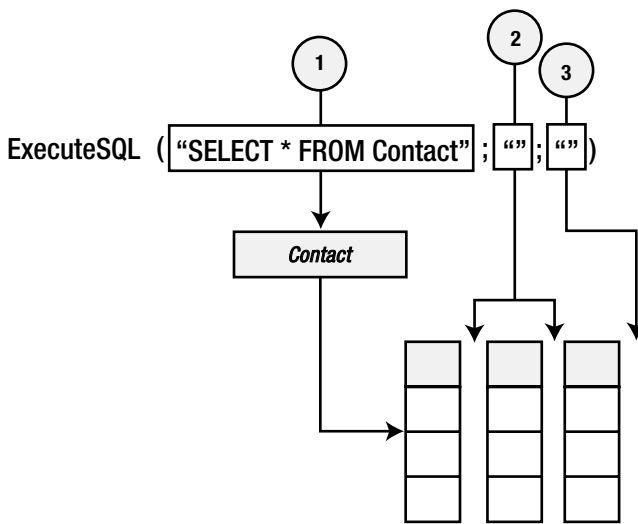 1
2
3
ExecuteSQL ( “SELECT * FROM Contact” ; “” ; “” )
Contact